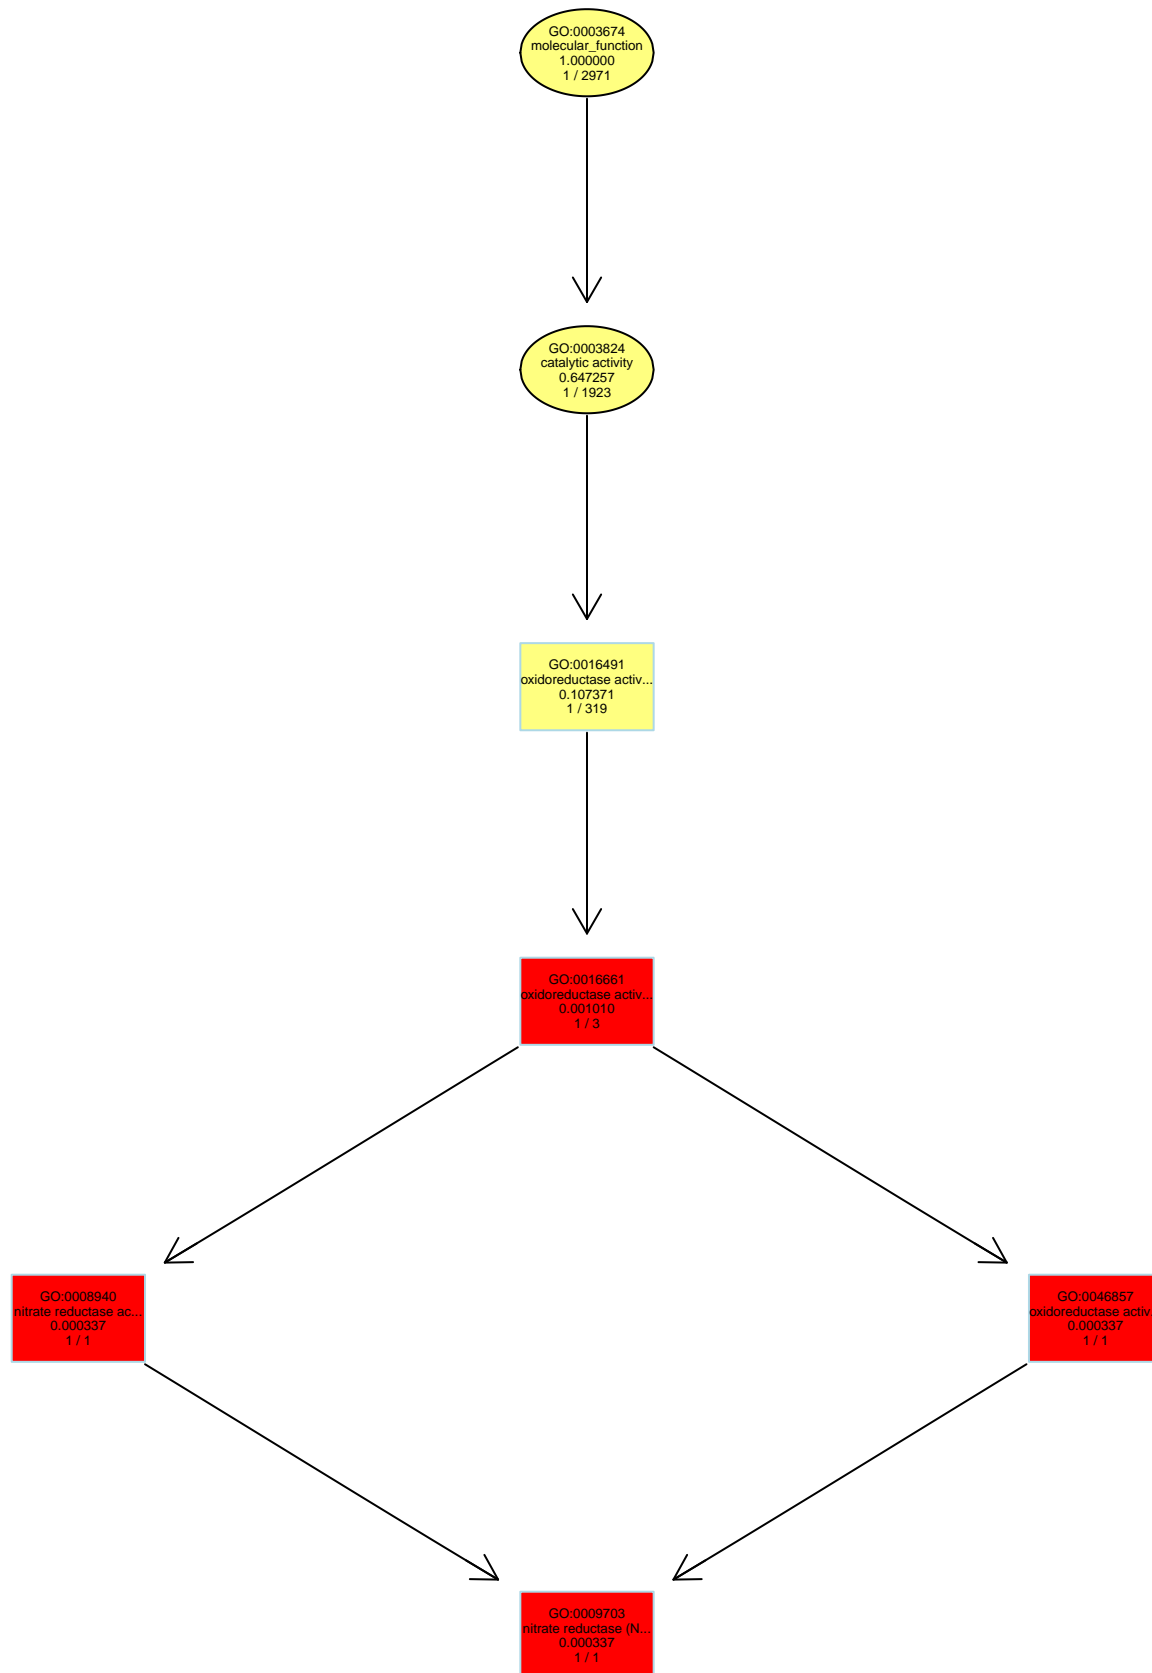 GO:0003674
molecular_function
1.000000
1 / 2971
GO:0003824
catalytic activity
0.647257
1 / 1923
GO:0016491
oxidoreductase activ...
0.107371
1 / 319
GO:0016661
oxidoreductase activ...
0.001010
1 / 3
GO:0008940
nitrate reductase ac...
0.000337
1 / 1
GO:0046857
oxidoreductase activ...
0.000337
1 / 1
GO:0009703
nitrate reductase (N...
0.000337
1 / 1